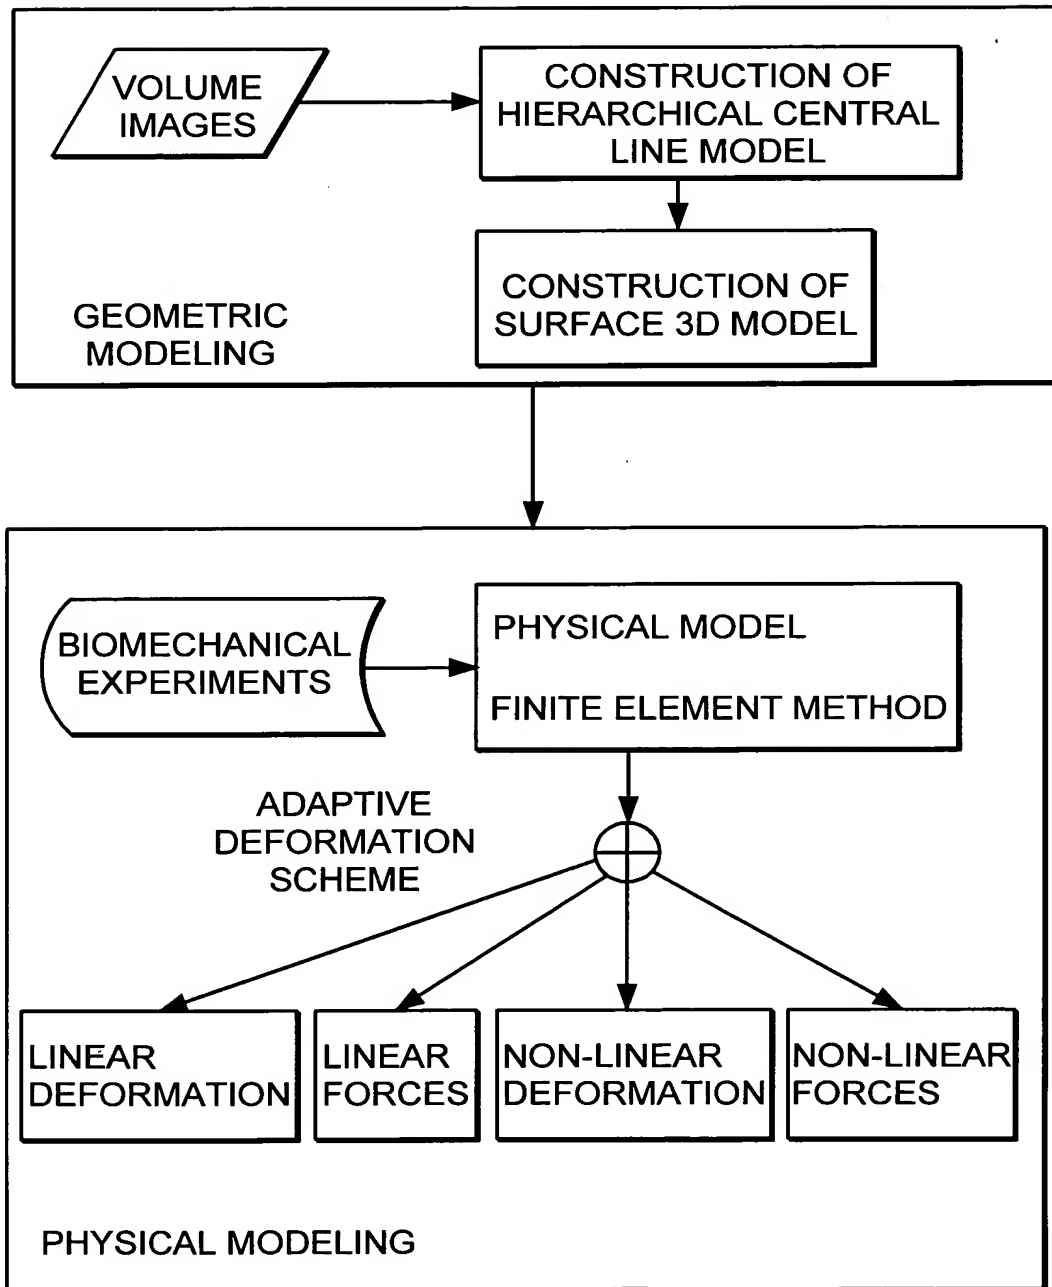 VOLUME
IMAGES
CONSTRUCTION OF
HIERARCHICAL CENTRAL
LINE MODEL
CONSTRUCTION OF
SURFACE 3D MODEL
GEOMETRIC
MODELING
BIOMECHANICAL
EXPERIMENTS
PHYSICAL MODEL
FINITE ELEMENT METHOD
ADAPTIVE
DEFORMATION
SCHEME
LINEAR
DEFORMATION
LINEAR
FORCES
NON-LINEAR
DEFORMATION
NON-LINEAR
FORCES
PHYSICAL MODELING